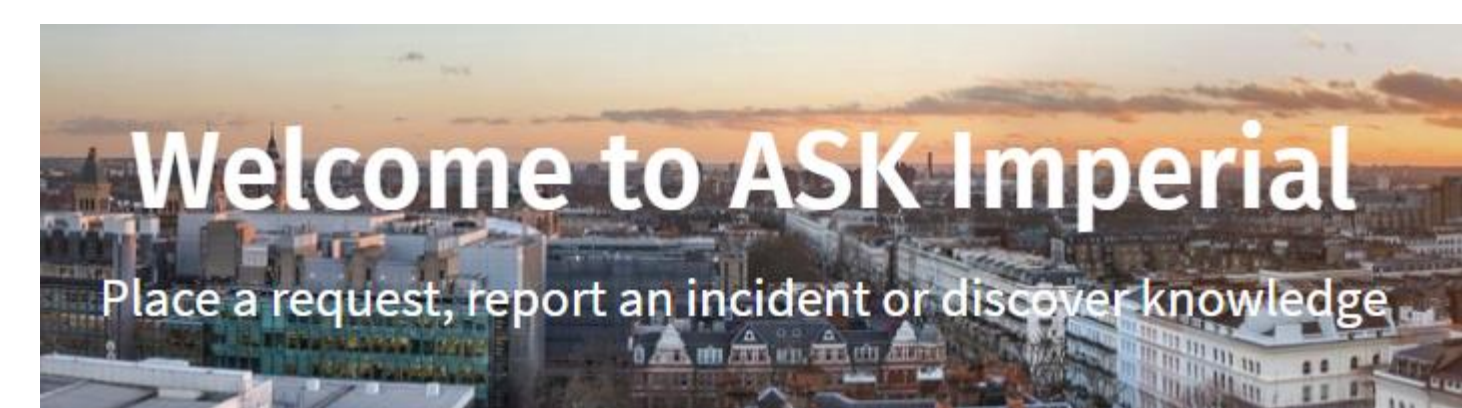 Welcome to ASK Imperial
Place a request, report an incident or discover knowledge